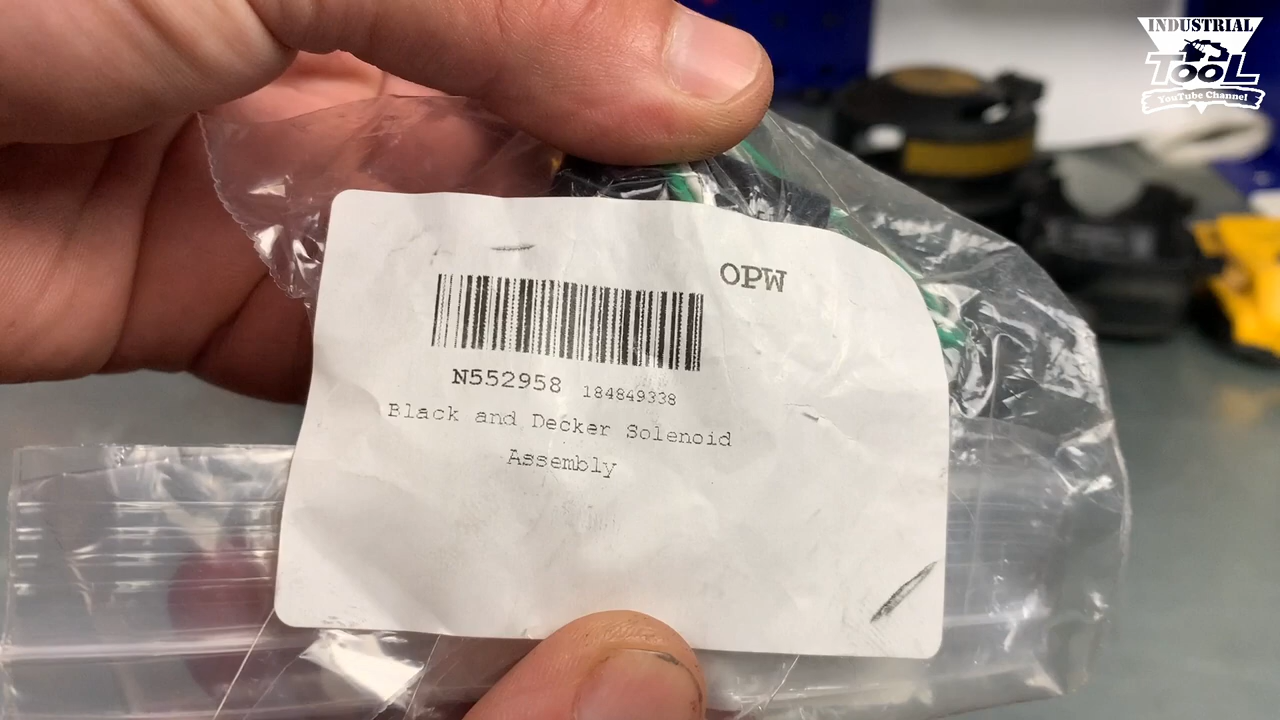 INDUSTRIAL
TOOL
YouTube Channel
OPW
N552958 184849338
Black and Decker Solenoid
Assembly